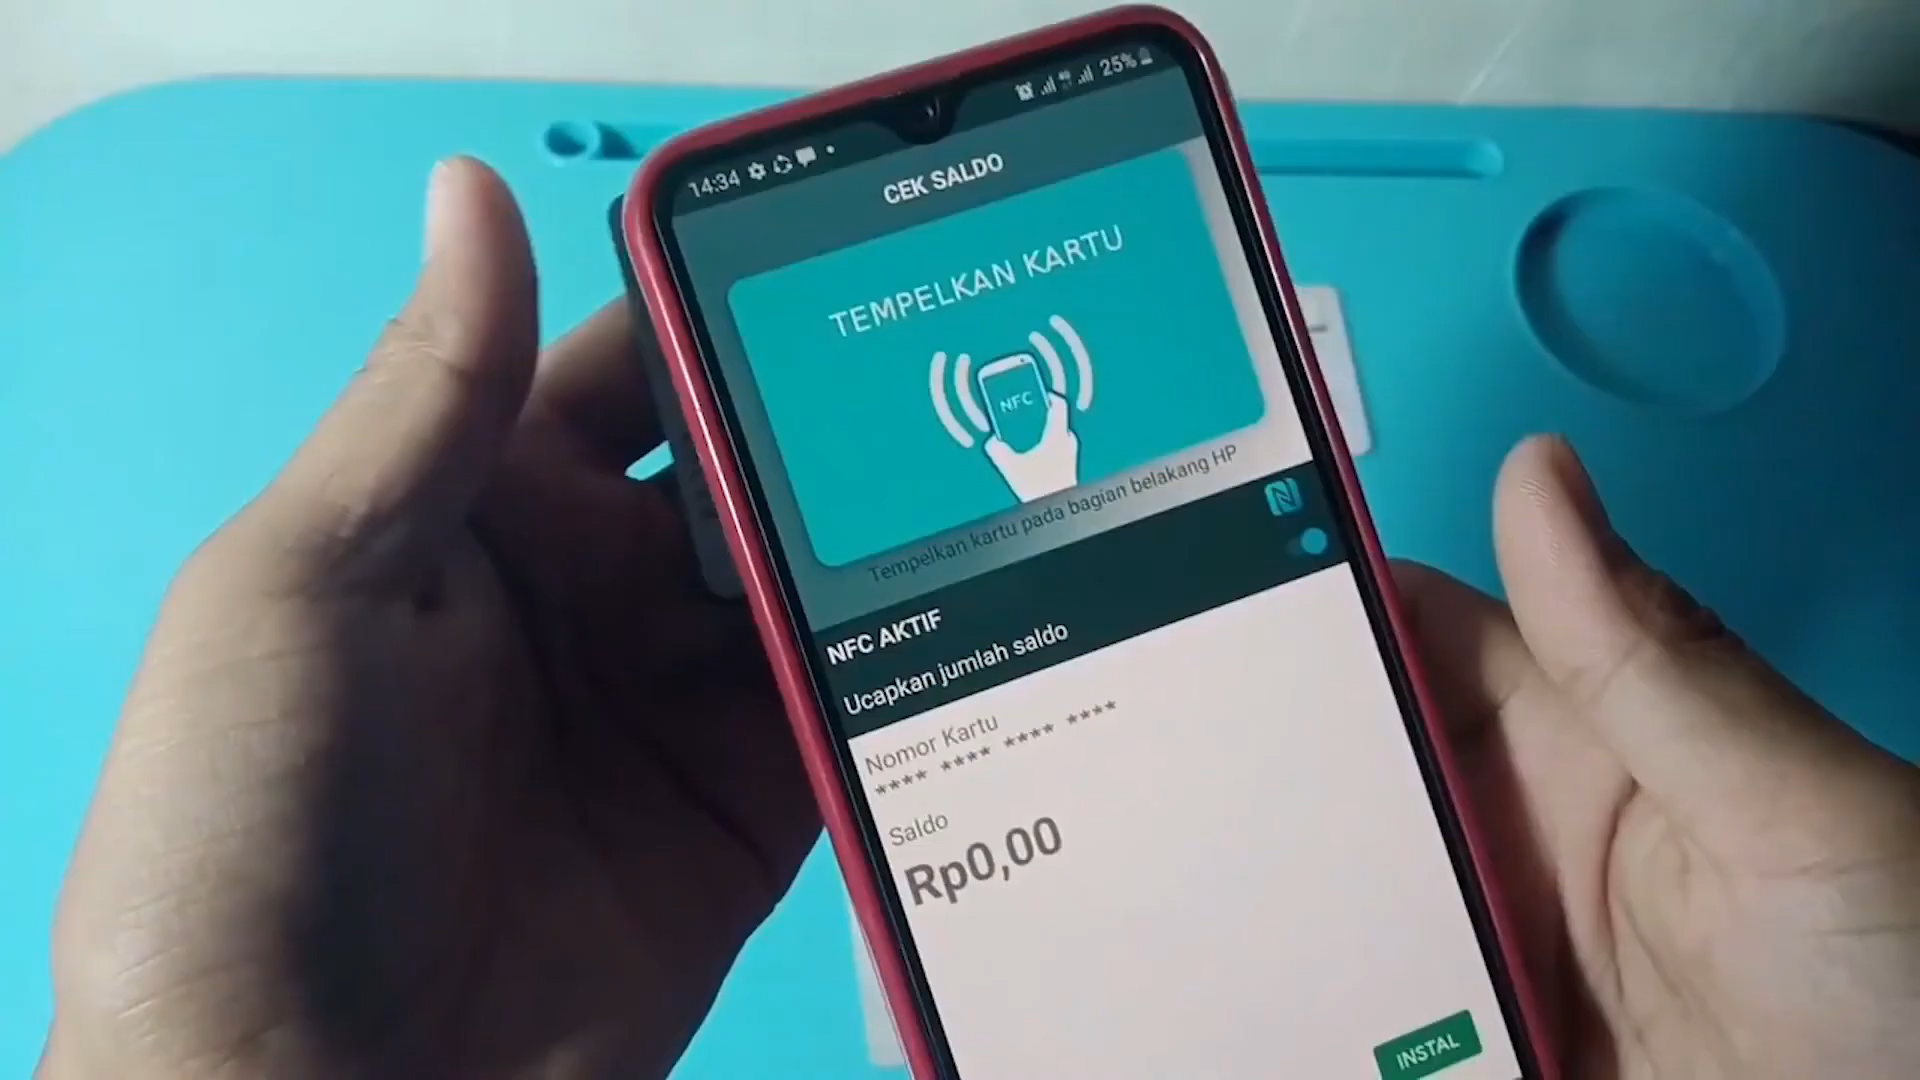 14:34
25%
CEK SALDO
TEMPELKAN KARTU
NFC
Tempelkan kartu pada bagian belakang HP
NFC AKTIF
Ucapkan jumlah saldo
Nomor Kartu
**** **** **** ****
Saldo
Rp0,00
INSTAL